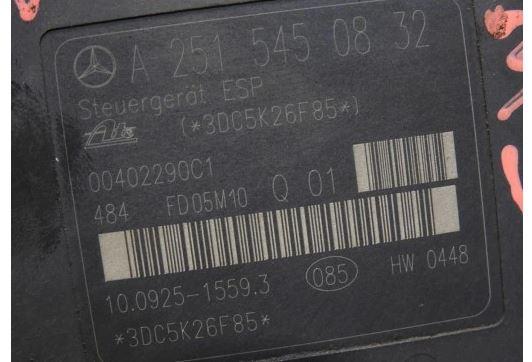 A 251 545 08 32
Steuergerät ESP
Ate (*3DC5K26F85*)
00402290C1
484 FD05M10 Q 01
10.0925-1559.3 085 HW 0448
*3DC5K26F85*